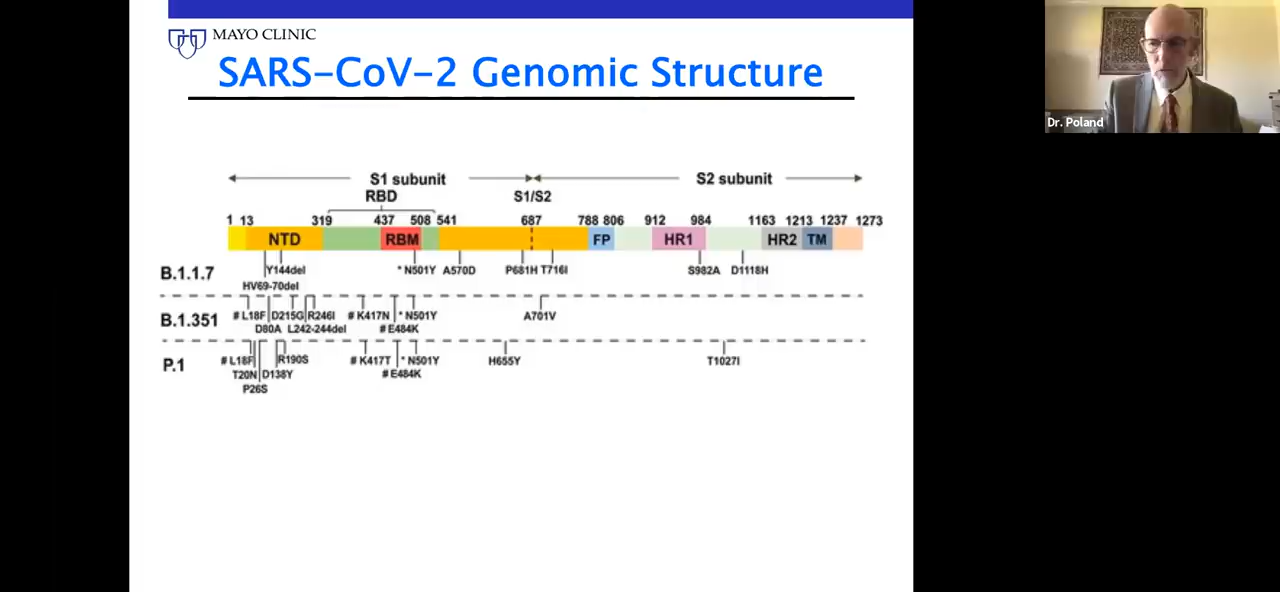 MAYO CLINIC
SARS-CoV-2 Genomic Structure
Dr. Poland
S1 subunit S2 subunit
RBD S1/S2
1 13 319 437 508 541 687 788 806 912 984 1163 1213 1237 1273
NTD RBM FP HR1 HR2 TM
B.1.1.7 Y144del * N501Y A570D P681H T716I S982A D1118H
HV69-70del
B.1.351 # L18F D215G R246I # K417N * N501Y A701V
D80A L242-244del # E484K
P.1 # L18F R190S # K417T * N501Y H655Y T1027I
T20N D138Y # E484K
P26S